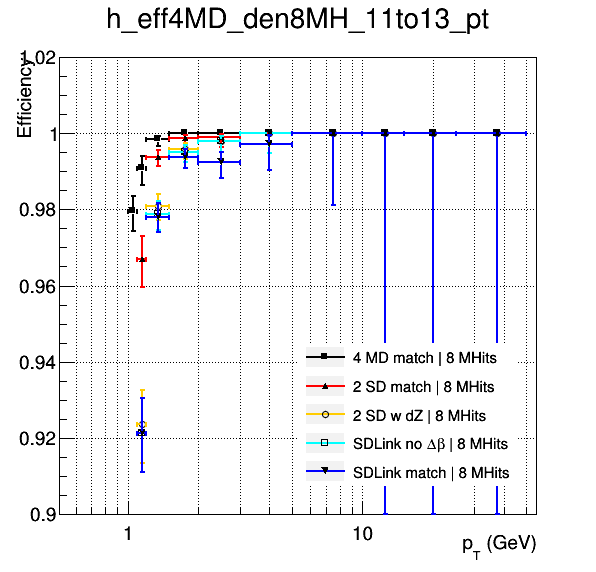 h_eff4MD_den8MH_11to13_pt
Efficiency
1.02
1
0.98
0.96
0.94
0.92
0.9
4 MD match | 8 MHits
2 SD match | 8 MHits
2 SD w dZ | 8 MHits
SDLink no Δβ | 8 MHits
SDLink match | 8 MHits
1
10
p_T (GeV)